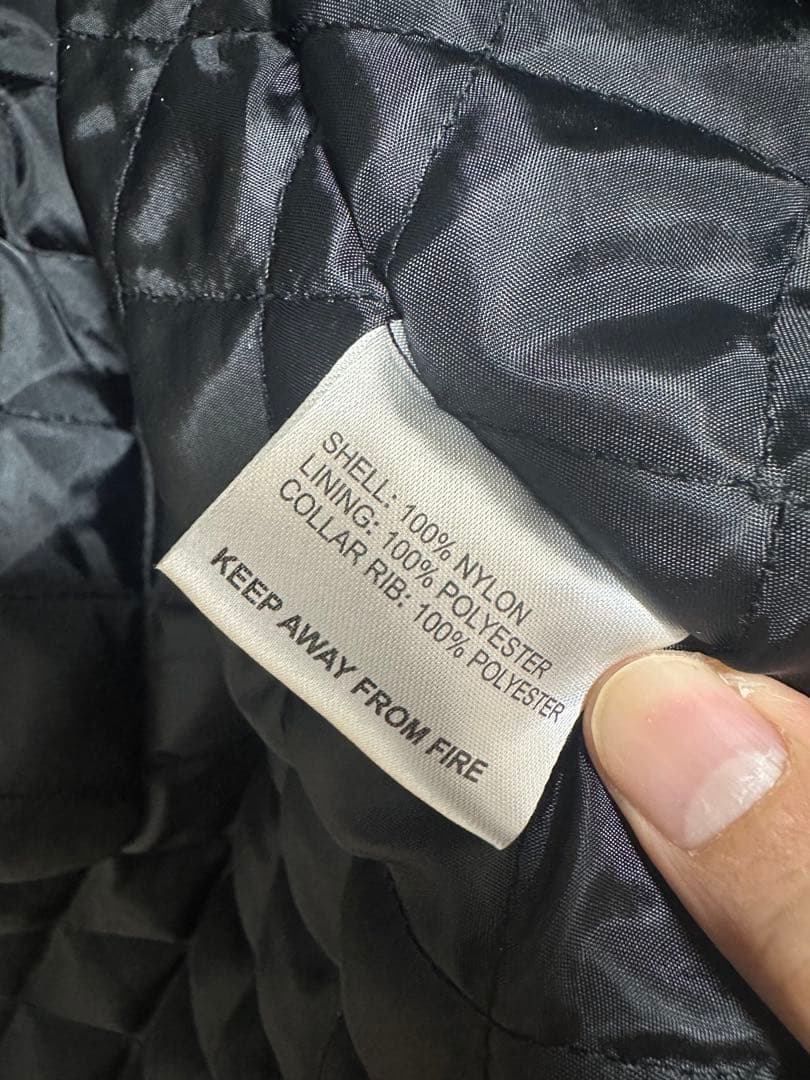 SHELL: 100% NYLON
LINING: 100% POLYESTER
COLLAR RIB: 100% POLYESTER
KEEP AWAY FROM FIRE